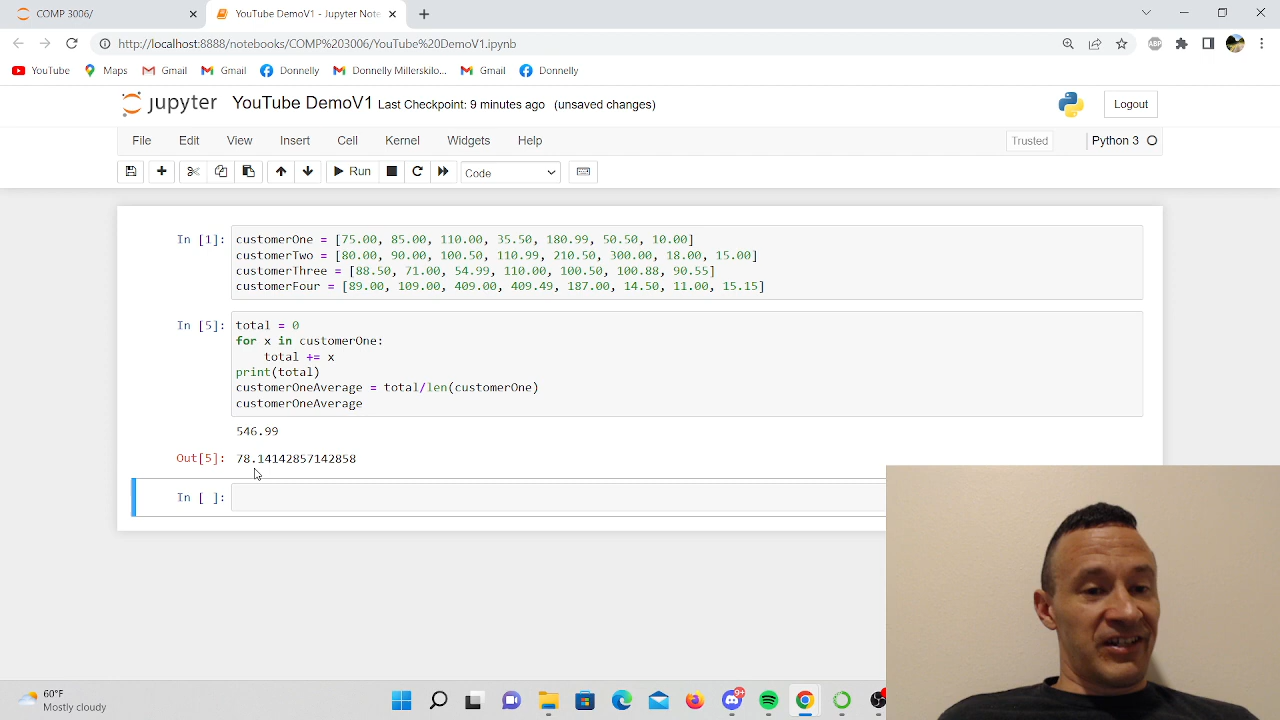 COMP 3006/
YouTube DemoV1 - Jupyter Note
http://localhost:8888/notebooks/COMP%203006/YouTube%20DemoV1.ipynb
ABP
YouTube Maps Gmail Gmail Donnelly Donnelly Millerskilo... Gmail Donnelly
jupyter YouTube DemoV1 Last Checkpoint: 9 minutes ago (unsaved changes)
Logout
File Edit View Insert Cell Kernel Widgets Help
Trusted
Python 3
Run
Code
In [1]: customerOne = [75.00, 85.00, 110.00, 35.50, 180.99, 50.50, 10.00]
customerTwo = [80.00, 90.00, 100.50, 110.99, 210.50, 300.00, 18.00, 15.00]
customerThree = [88.50, 71.00, 54.99, 110.00, 100.50, 100.88, 90.55]
customerFour = [89.00, 109.00, 409.00, 409.49, 187.00, 14.50, 11.00, 15.15]
In [5]: total = 0
for x in customerOne:
total += x
print(total)
customerOneAverage = total/len(customerOne)
customerOneAverage
546.99
Out[5]: 78.14142857142858
In [ ]:
60°F
Mostly cloudy
9+